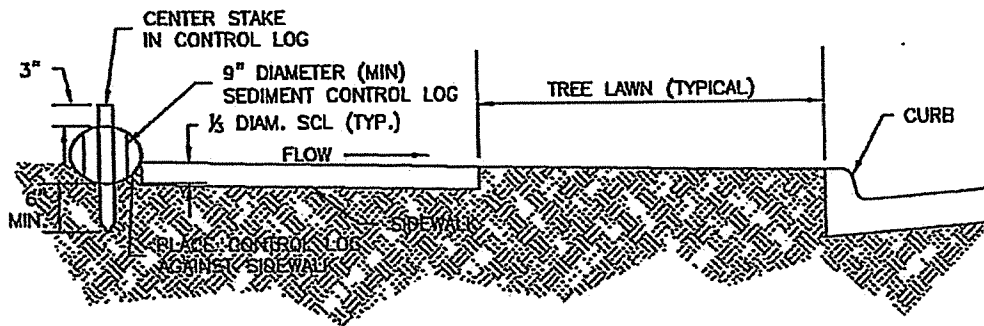 CENTER STAKE
IN CONTROL LOG
3"
9" DIAMETER (MIN)
SEDIMENT CONTROL LOG
⅓ DIAM. SCL (TYP.)
FLOW
TREE LAWN (TYPICAL)
CURB
6"
MIN
SIDEWALK
PLACE CONTROL LOG
AGAINST SIDEWALK